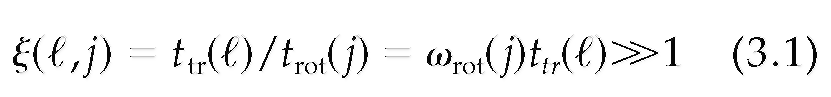 ξ(ℓ,j) = t_tr(ℓ)/t_rot(j) = ω_rot(j)t_tr(ℓ)≫1 (3.1)